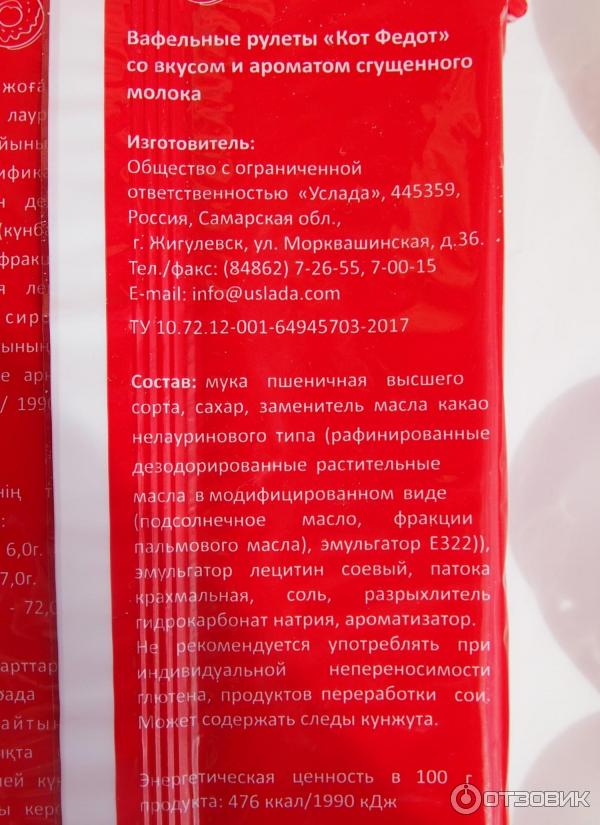 Вафельные рулеты «Кот Федот»
со вкусом и ароматом сгущенного
молока
Изготовитель:
Общество с ограниченной
ответственностью «Услада», 445359,
Россия, Самарская обл.,
г. Жигулевск, ул. Морквашинская, д.36.
Тел./факс: (84862) 7-26-55, 7-00-15
E-mail: info@uslada.com
ТУ 10.72.12-001-64945703-2017
Состав: мука пшеничная высшего
сорта, сахар, заменитель масла какао
нелауринового типа (рафинированные
дезодорированные растительные
масла в модифицированном виде
(подсолнечное масло, фракции
пальмового масла), эмульгатор Е322)),
эмульгатор лецитин соевый, патока
крахмальная, соль, разрыхлитель
гидрокарбонат натрия, ароматизатор.
Не рекомендуется употреблять при
индивидуальной непереносимости
глютена, продуктов переработки сои.
Может содержать следы кунжута.
Энергетическая ценность в 100 г
продукта: 476 ккал/1990 кДж
ОТЗОВИК